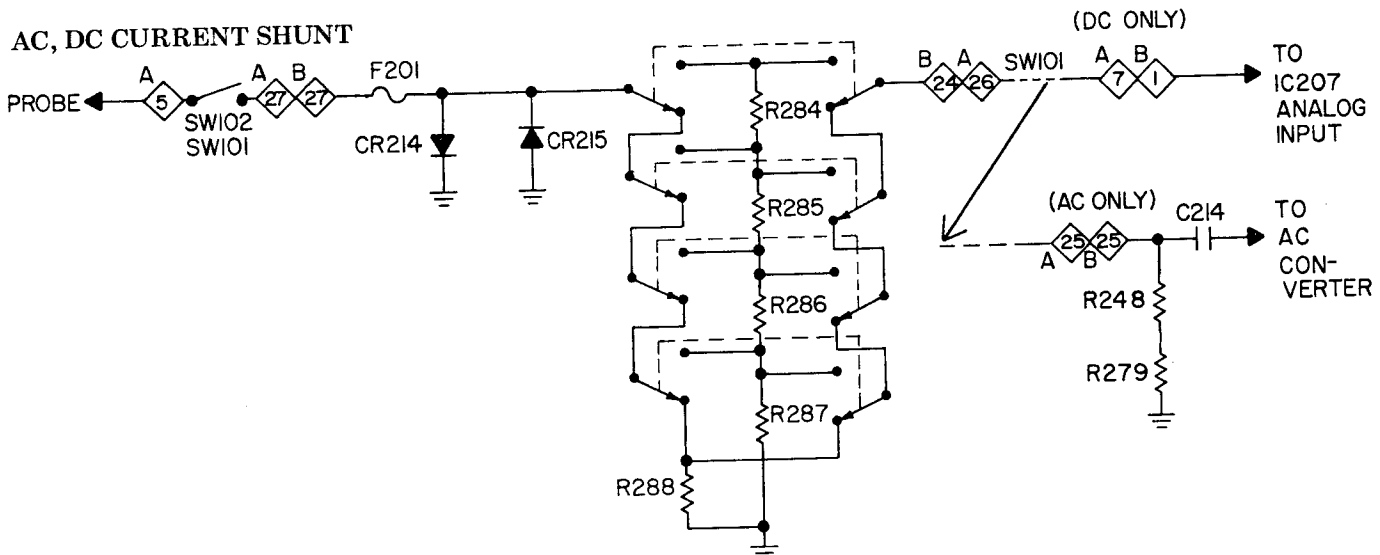 AC, DC CURRENT SHUNT
PROBE
A
5
SW102
SW101
A B
27 27
F201
CR214
CR215
R284
R285
R286
R287
R288
B A
24 26
SW101
(DC ONLY)
A B
7 1
TO
IC207
ANALOG
INPUT
(AC ONLY)
25 25
A B
C214
TO
AC
CON-
VERTER
R248
R279